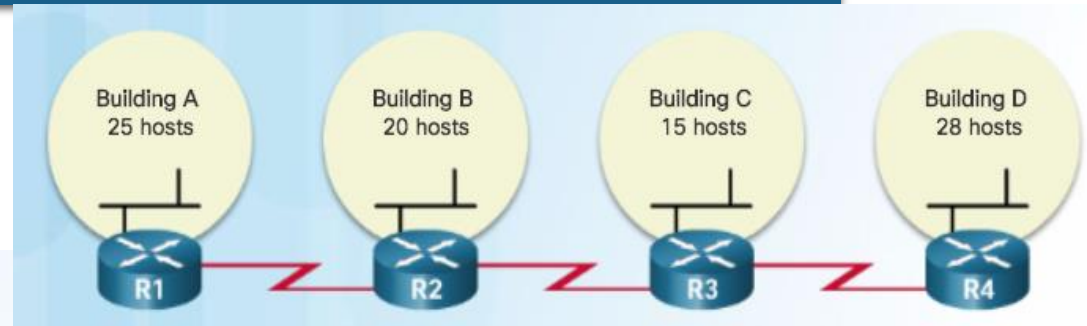 Building A
25 hosts
Building B
20 hosts
Building C
15 hosts
Building D
28 hosts
R1
R2
R3
R4